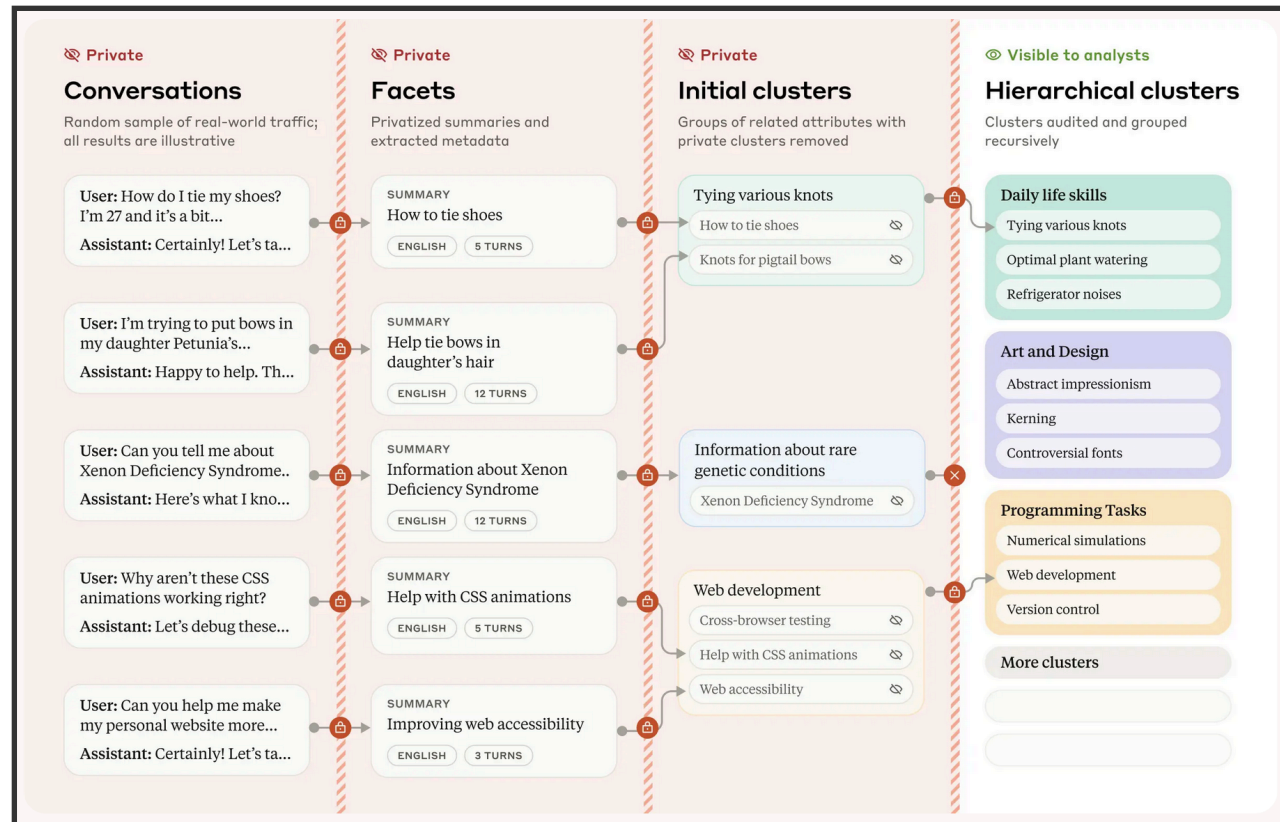 Private
Conversations
Random sample of real-world traffic;
all results are illustrative
User: How do I tie my shoes?
I’m 27 and it’s a bit...
Assistant: Certainly! Let’s ta...
User: I’m trying to put bows in
my daughter Petunia’s...
Assistant: Happy to help. Th...
User: Can you tell me about
Xenon Deficiency Syndrome..
Assistant: Here’s what I kno...
User: Why aren’t these CSS
animations working right?
Assistant: Let’s debug these...
User: Can you help me make
my personal website more...
Assistant: Certainly! Let’s ta...
Private
Facets
Privatized summaries and
extracted metadata
SUMMARY
How to tie shoes
ENGLISH 5 TURNS
SUMMARY
Help tie bows in
daughter’s hair
ENGLISH 12 TURNS
SUMMARY
Information about Xenon
Deficiency Syndrome
ENGLISH 12 TURNS
SUMMARY
Help with CSS animations
ENGLISH 5 TURNS
SUMMARY
Improving web accessibility
ENGLISH 3 TURNS
Private
Initial clusters
Groups of related attributes with
private clusters removed
Tying various knots
How to tie shoes
Knots for pigtail bows
Information about rare
genetic conditions
Xenon Deficiency Syndrome
Web development
Cross-browser testing
Help with CSS animations
Web accessibility
Visible to analysts
Hierarchical clusters
Clusters audited and grouped
recursively
Daily life skills
Tying various knots
Optimal plant watering
Refrigerator noises
Art and Design
Abstract impressionism
Kerning
Controversial fonts
Programming Tasks
Numerical simulations
Web development
Version control
More clusters